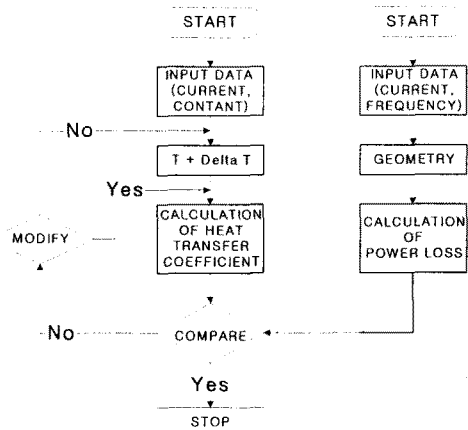 START
START
INPUT DATA
(CURRENT,
CONTANT)
INPUT DATA
(CURRENT,
FREQUENCY)
No
T + Delta T
GEOMETRY
Yes
CALCULATION
OF HEAT
TRANSFER
COEFFICIENT
CALCULATION
OF
POWER LOSS
MODIFY
No
COMPARE
Yes
STOP